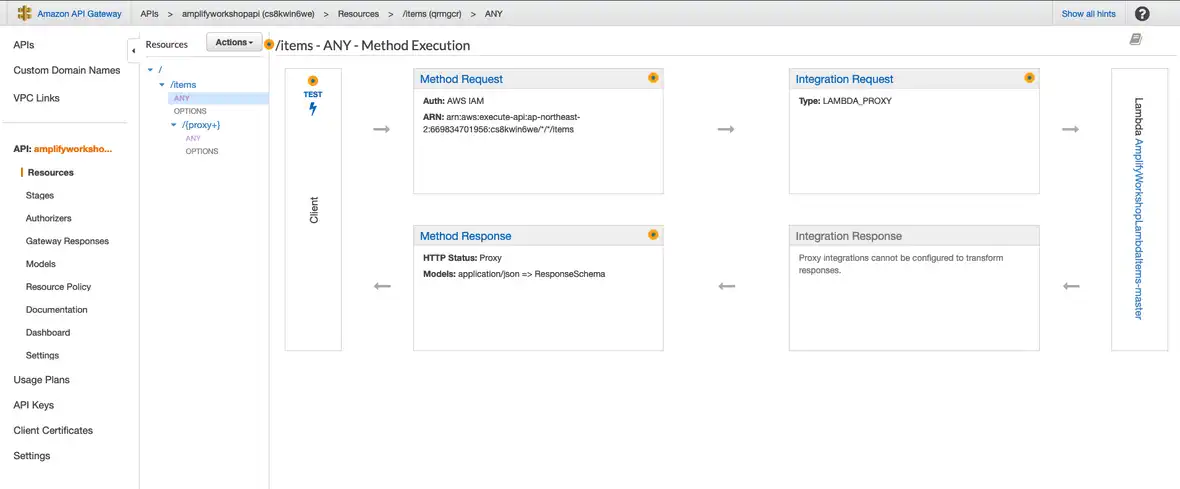 Amazon API Gateway
APIs > amplifyworkshopapi (cs8kwin6we) > Resources > /items (qrmgcr) > ANY
Show all hints
?
APIs
Custom Domain Names
VPC Links
API: amplifyworksho...
Resources
Stages
Authorizers
Gateway Responses
Models
Resource Policy
Documentation
Dashboard
Settings
Usage Plans
API Keys
Client Certificates
Settings
Resources
Actions
/
/items
ANY
OPTIONS
/{proxy+}
ANY
OPTIONS
/items - ANY - Method Execution
TEST
Client
Method Request
Auth: AWS IAM
ARN: arn:aws:execute-api:ap-northeast-
2:669834701956:cs8kwin6we/*/*/items
Integration Request
Type: LAMBDA_PROXY
Lambda AmplifyWorkshopLambdaItems-master
Method Response
HTTP Status: Proxy
Models: application/json => ResponseSchema
Integration Response
Proxy integrations cannot be configured to transform
responses.